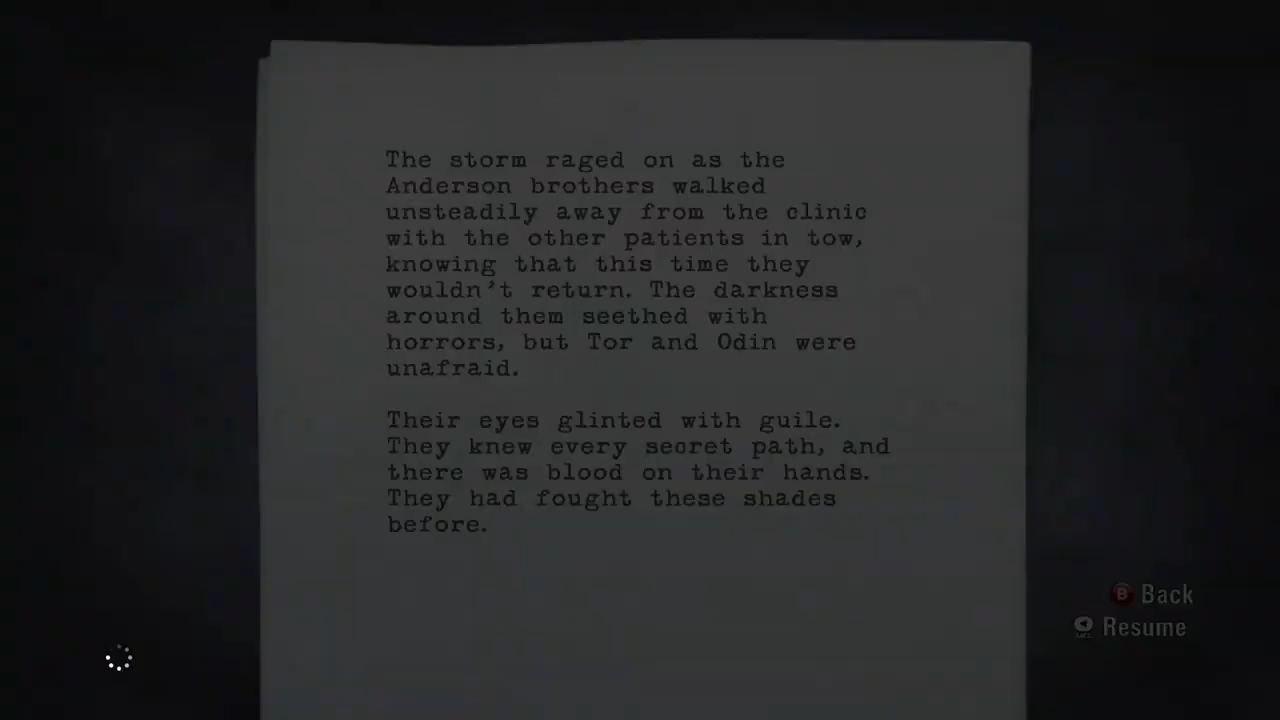 The storm raged on as the
Anderson brothers walked
unsteadily away from the clinic
with the other patients in tow,
knowing that this time they
wouldn't return. The darkness
around them seethed with
horrors, but Tor and Odin were
unafraid.
Their eyes glinted with guile.
They knew every secret path, and
there was blood on their hands.
They had fought these shades
before.
B Back
Resume